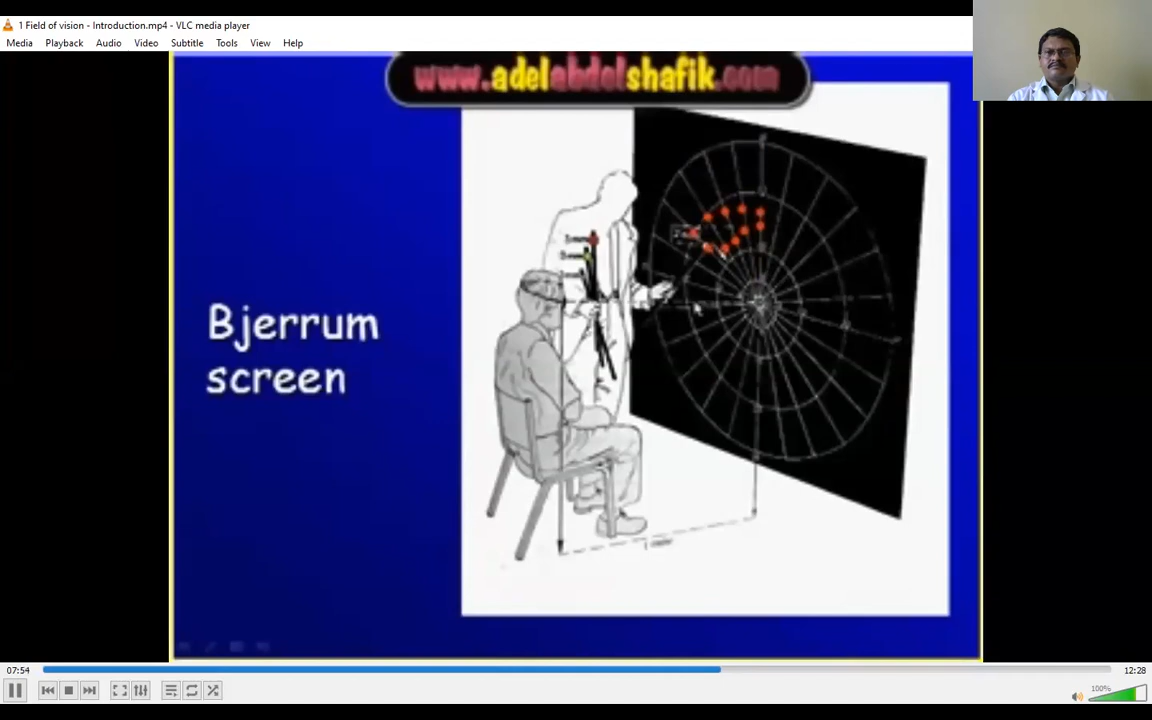 1 Field of vision - Introduction.mp4 - VLC media player
Media Playback Audio Video Subtitle Tools View Help
www.adelabdelshafik.com
Bjerrum
screen
07:54
12:28
100%